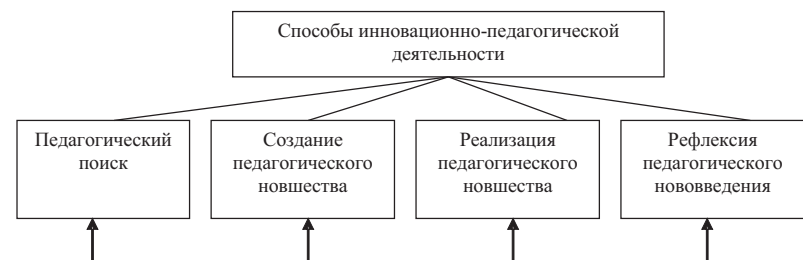 Способы инновационно-педагогической
деятельности
Педагогический
поиск
Создание
педагогического
новшества
Реализация
педагогического
новшества
Рефлексия
педагогического
нововведения